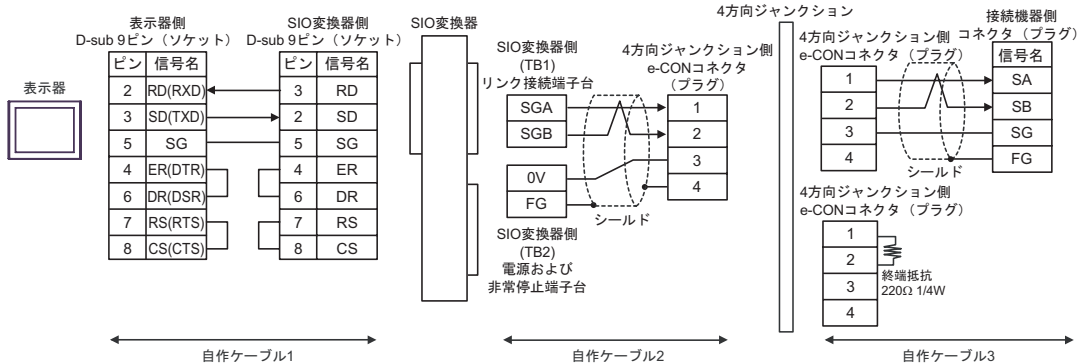 表示器
表示器側
D-sub 9ピン（ソケット）
ピン 信号名
2 RD(RXD)
3 SD(TXD)
5 SG
4 ER(DTR)
6 DR(DSR)
7 RS(RTS)
8 CS(CTS)
SIO変換器側
D-sub 9ピン（ソケット）
ピン 信号名
3 RD
2 SD
5 SG
4 ER
6 DR
7 RS
8 CS
自作ケーブル1
SIO変換器
SIO変換器側
(TB1)
リンク接続端子台
SGA
SGB
0V
FG
SIO変換器側
(TB2)
電源および
非常停止端子台
シールド
4方向ジャンクション側
e-CONコネクタ
（プラグ）
1
2
3
4
自作ケーブル2
4方向ジャンクション
4方向ジャンクション側
e-CONコネクタ（プラグ）
1
2
3
4
シールド
接続機器側
コネクタ（プラグ）
信号名
SA
SB
SG
FG
4方向ジャンクション側
e-CONコネクタ（プラグ）
1
2
3
4
終端抵抗
220Ω 1/4W
自作ケーブル3